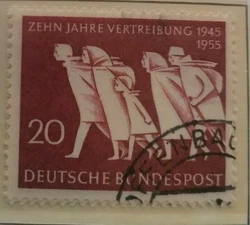 ZEHN JAHRE VERTREIBUNG 1945
1955
20
DEUTSCHE BUNDESPOST